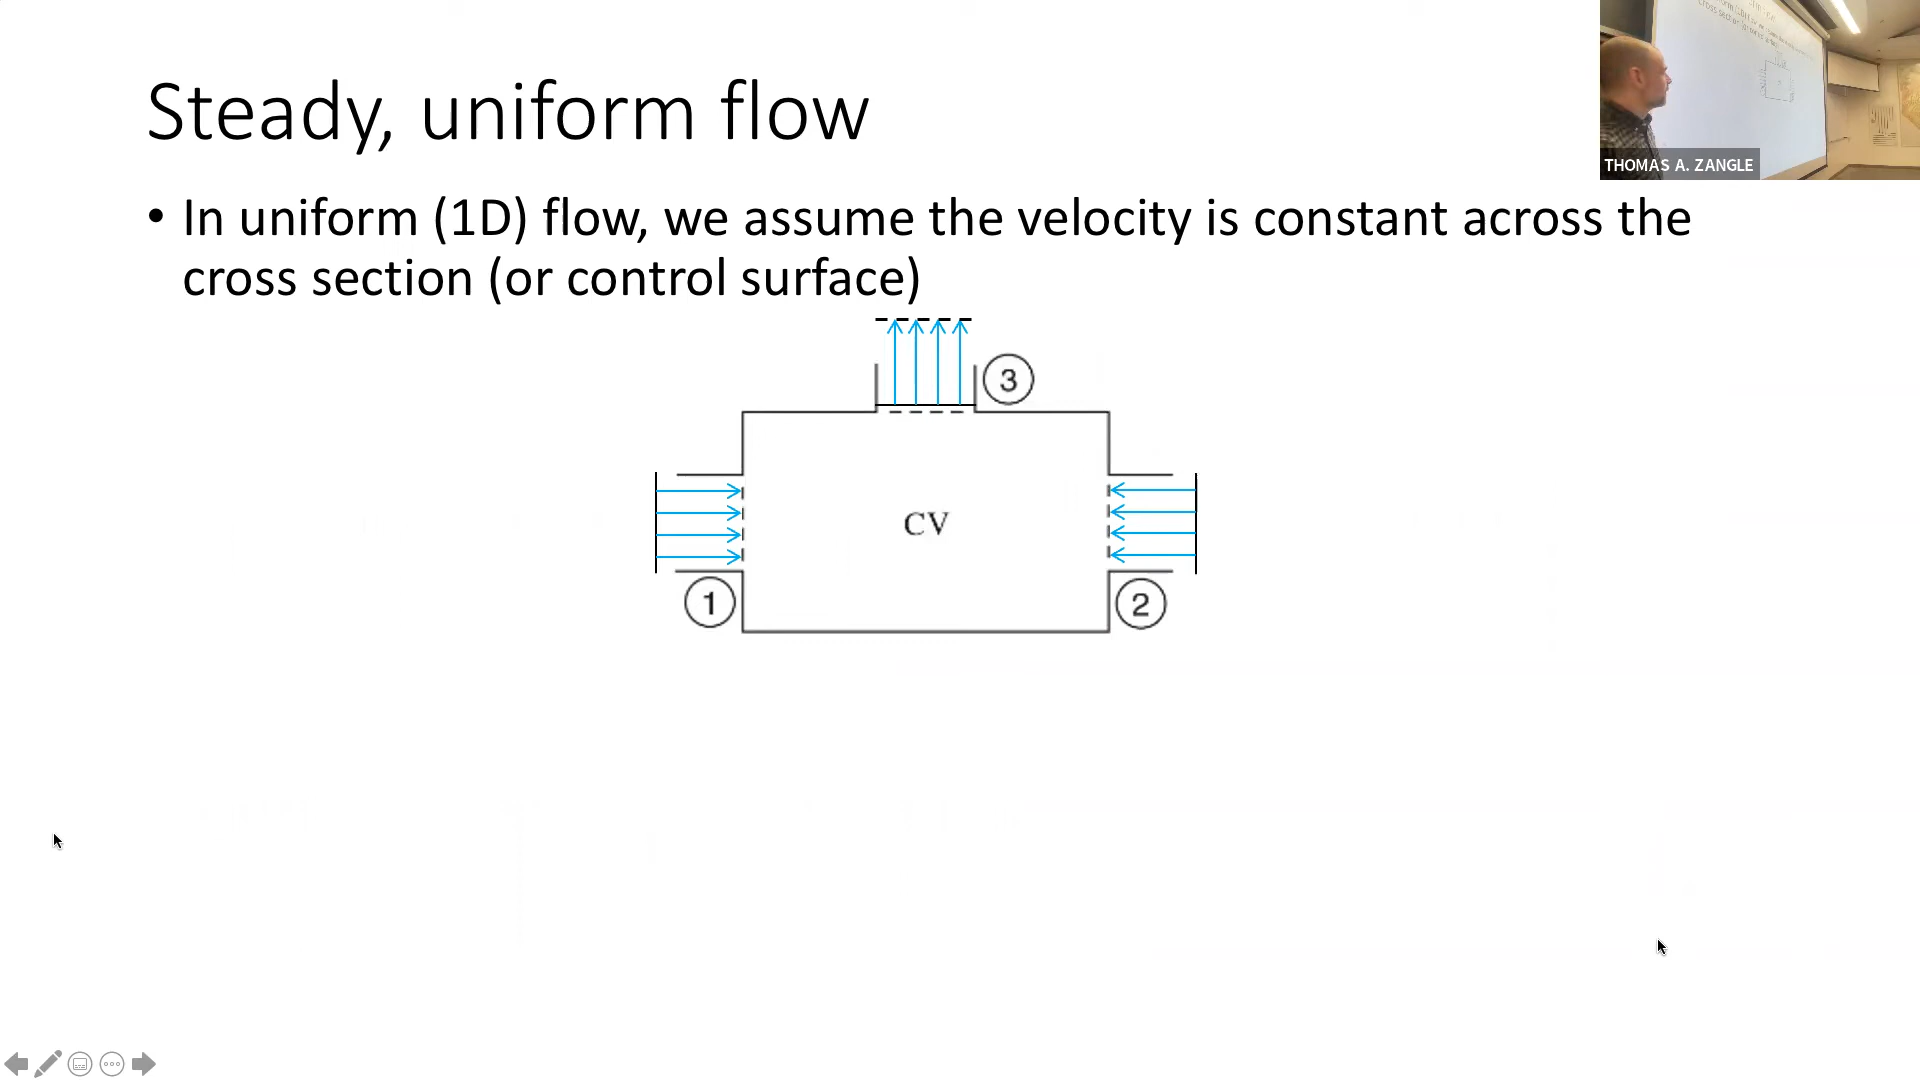 Steady, uniform flow
THOMAS A. ZANGLE
• In uniform (1D) flow, we assume the velocity is constant across the
cross section (or control surface)
3
CV
1
2